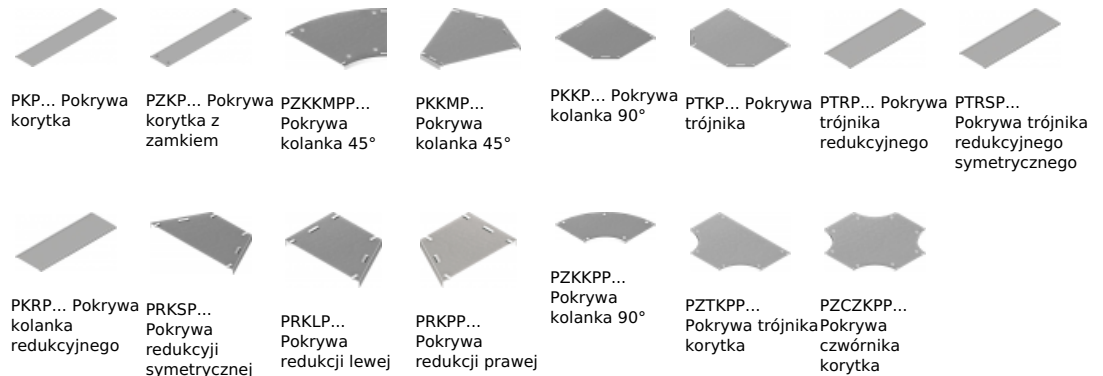 PKP... Pokrywa
korytka
PZKP... Pokrywa
korytka z
zamkiem
PZKKMPP...
Pokrywa
kolanka 45°
PKKMP...
Pokrywa
kolanka 45°
PKKP... Pokrywa
kolanka 90°
PTKP... Pokrywa
trójnika
PTRP... Pokrywa
trójnika
redukcyjnego
PTRSP...
Pokrywa trójnika
redukcyjnego
symetrycznego
PKRP... Pokrywa
kolanka
redukcyjnego
PRKSP...
Pokrywa
redukcyji
symetrycznej
PRKLP...
Pokrywa
redukcji lewej
PRKPP...
Pokrywa
redukcji prawej
PZKKPP...
Pokrywa
kolanka 90°
PZTKPP...
Pokrywa trójnika
korytka
PZCZKPP...
Pokrywa
czwórnika
korytka